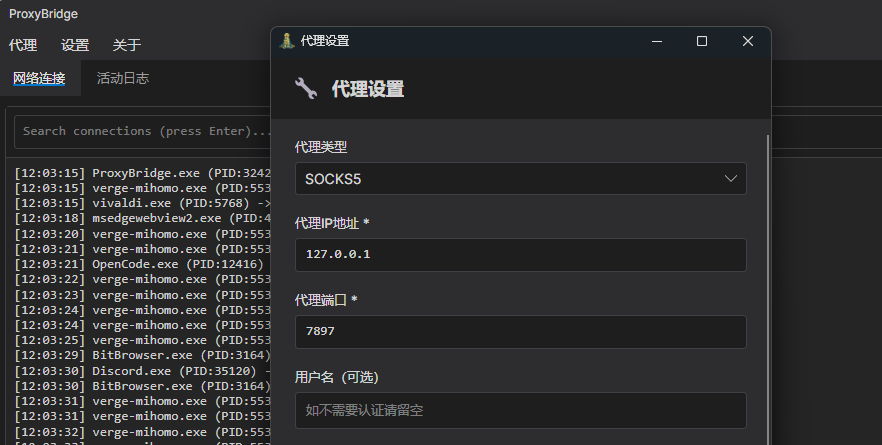 ProxyBridge
代理 设置 关于
网络连接 活动日志
Search connections (press Enter)...
[12:03:15] ProxyBridge.exe (PID:3242
[12:03:15] verge-mihomo.exe (PID:553
[12:03:15] vivaldi.exe (PID:5768) ->
[12:03:18] msedgewebview2.exe (PID:4
[12:03:20] verge-mihomo.exe (PID:553
[12:03:21] verge-mihomo.exe (PID:553
[12:03:21] OpenCode.exe (PID:12416)
[12:03:22] verge-mihomo.exe (PID:553
[12:03:23] verge-mihomo.exe (PID:553
[12:03:24] verge-mihomo.exe (PID:553
[12:03:24] verge-mihomo.exe (PID:553
[12:03:25] verge-mihomo.exe (PID:553
[12:03:29] BitBrowser.exe (PID:3164)
[12:03:30] Discord.exe (PID:35120) -
[12:03:30] BitBrowser.exe (PID:3164)
[12:03:31] verge-mihomo.exe (PID:553
[12:03:31] verge-mihomo.exe (PID:553
[12:03:32] verge-mihomo.exe (PID:553
代理设置
代理设置
代理类型
SOCKS5
代理IP地址 *
127.0.0.1
代理端口 *
7897
用户名（可选）
如不需要认证请留空